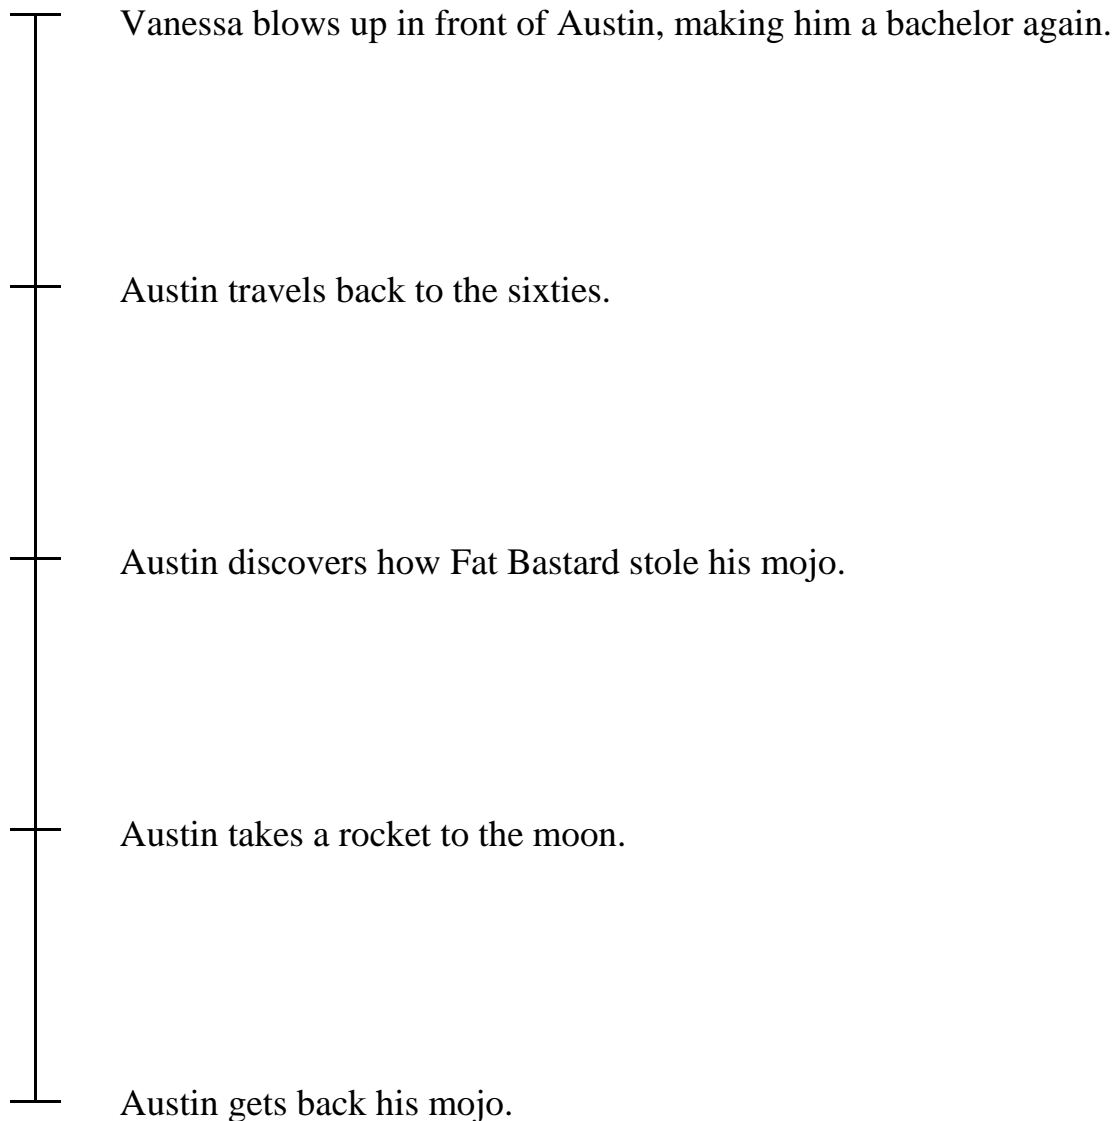 Vanessa blows up in front of Austin, making him a bachelor again.
Austin travels back to the sixties.
Austin discovers how Fat Bastard stole his mojo.
Austin takes a rocket to the moon.
Austin gets back his mojo.